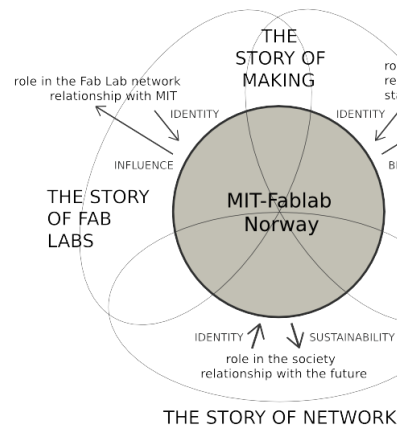 THE
STORY OF
MAKING
role in the Fab Lab network
relationship with MIT
IDENTITY
INFLUENCE
IDENTITY
THE STORY
OF FAB
LABS
MIT-Fablab
Norway
IDENTITY
SUSTAINABILITY
role in the society
relationship with the future
THE STORY OF NETWORK